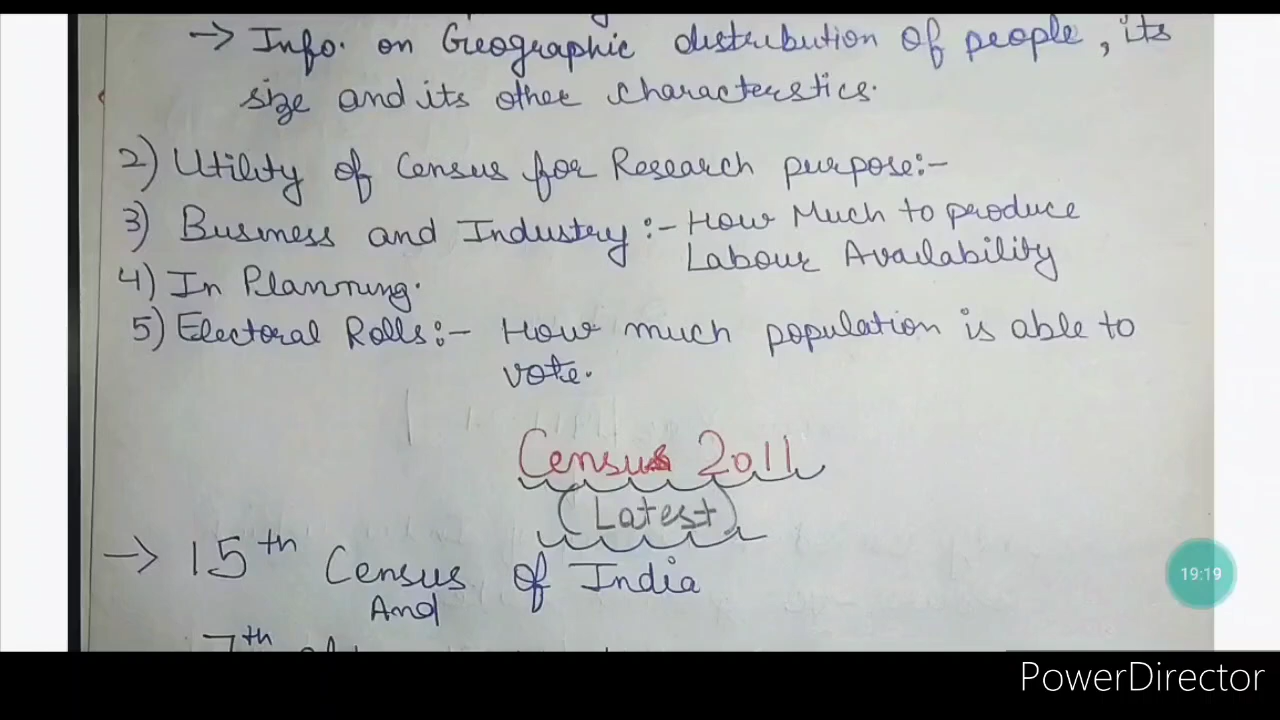 → Info. on Geographic distribution of people, its
size and its other characteristics.
2) Utility of Census for Research purpose:-
3) Business and Industry :- How Much to produce
Labour Availability
4) In Planning.
5) Electoral Rolls:- How much population is able to
vote.
Census 2011
(Latest)
→ 15th Census of India
And
7th
19:19
PowerDirector